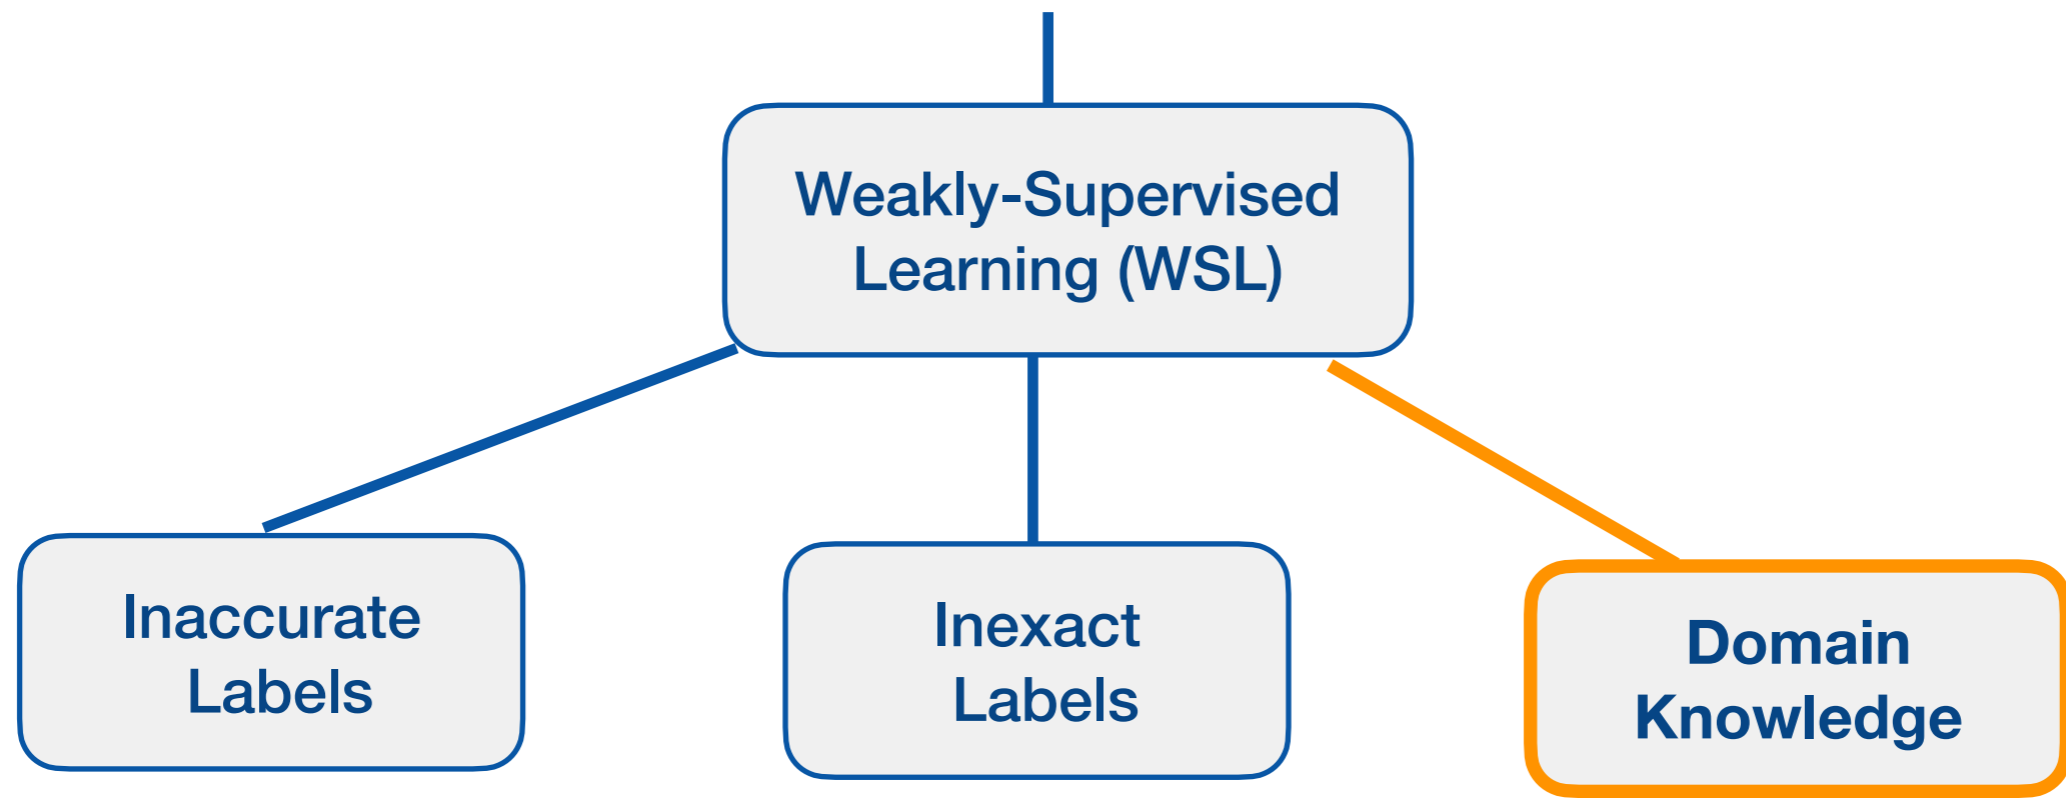 Weakly-Supervised
Learning (WSL)
Inaccurate
Labels
Inexact
Labels
Domain
Knowledge